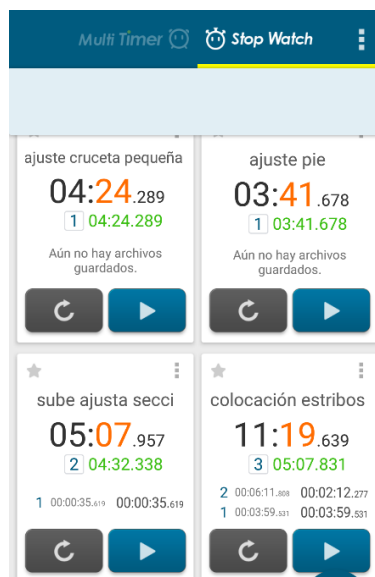 Multi Timer Stop Watch
ajuste cruceta pequeña
04:24.289
1 04:24.289
Aún no hay archivos
guardados.
ajuste pie
03:41.678
1 03:41.678
Aún no hay archivos
guardados.
sube ajusta secci
05:07.957
2 04:32.338
1 00:00:35.619 00:00:35.619
colocación estribos
11:19.639
3 05:07.831
2 00:06:11.808 00:02:12.277
1 00:03:59.531 00:03:59.531